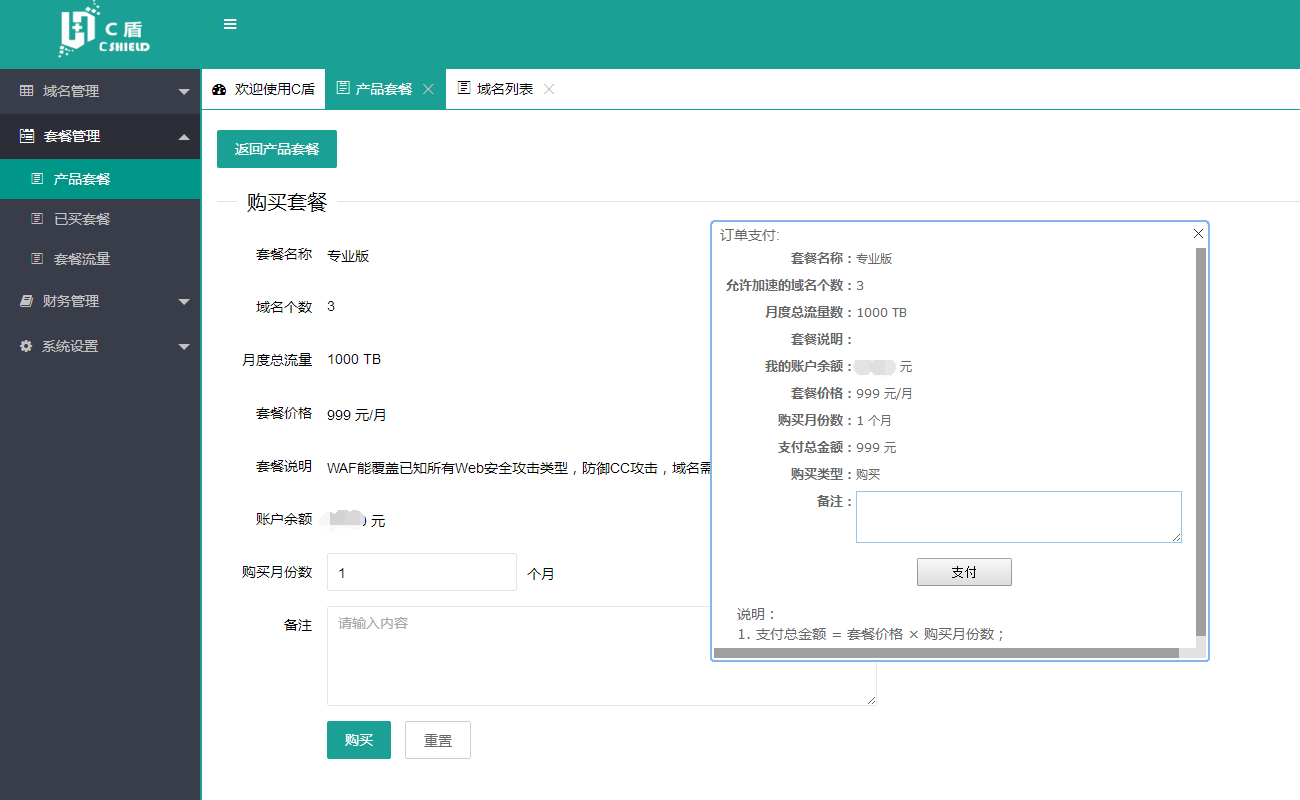 C盾
CSHIELD
域名管理
套餐管理
产品套餐
已买套餐
套餐流量
财务管理
系统设置
欢迎使用C盾
产品套餐
域名列表
返回产品套餐
购买套餐
套餐名称 专业版
域名个数 3
月度总流量 1000 TB
套餐价格 999 元/月
套餐说明 WAF能覆盖已知所有Web安全攻击类型，防御CC攻击，域名需
账户余额 元
购买月份数 1 个月
备注 请输入内容
购买 重置
订单支付:
套餐名称：专业版
允许加速的域名个数：3
月度总流量数：1000 TB
套餐说明：
我的账户余额： 元
套餐价格：999 元/月
购买月份数：1 个月
支付总金额：999 元
购买类型：购买
备注：
支付
说明：
1. 支付总金额 = 套餐价格 × 购买月份数；